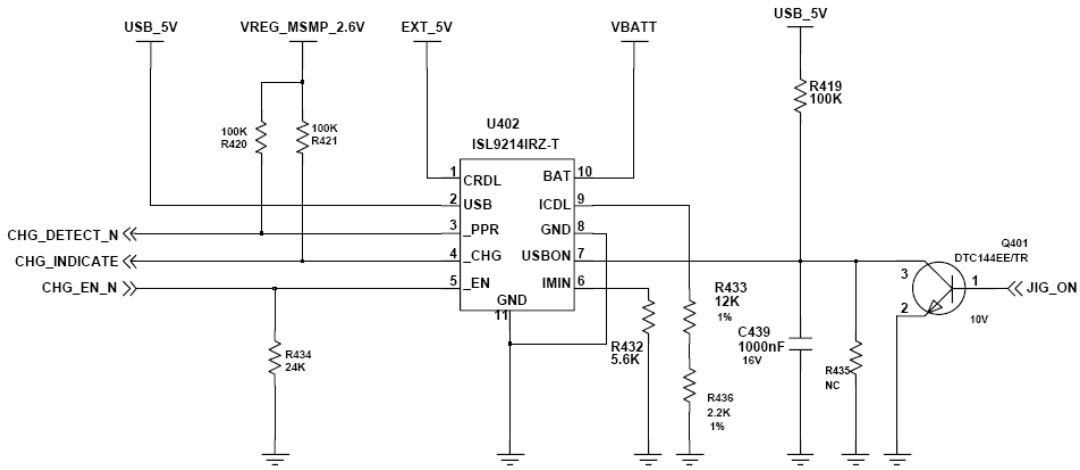 USB_5V
VREG_MSMP_2.6V
EXT_5V
VBATT
USB_5V
R419
100K
100K
R420
100K
R421
U402
ISL9214IRZ-T
1
CRDL
BAT
10
2
USB
ICDL
9
CHG_DETECT_N
3
_PPR
GND
8
CHG_INDICATE
4
_CHG
USBON
7
CHG_EN_N
5
_EN
IMIN
6
GND
11
Q401
DTC144EE/TR
3
1
JIG_ON
2
10V
R433
12K
1%
R432
5.6K
C439
1000nF
16V
R434
24K
R435
NC
R436
2.2K
1%